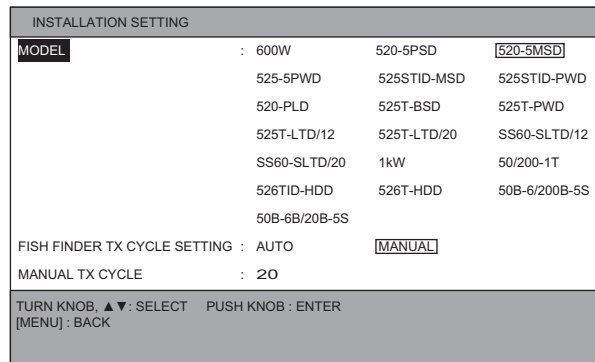 INSTALLATION SETTING
MODEL : 600W 520-5PSD 520-5MSD
525-5PWD 525STID-MSD 525STID-PWD
520-PLD 525T-BSD 525T-PWD
525T-LTD/12 525T-LTD/20 SS60-SLTD/12
SS60-SLTD/20 1kW 50/200-1T
526TID-HDD 526T-HDD 50B-6/200B-5S
50B-6B/20B-5S
FISH FINDER TX CYCLE SETTING : AUTO MANUAL
MANUAL TX CYCLE : 20
TURN KNOB, ▲▼: SELECT PUSH KNOB : ENTER
[MENU] : BACK